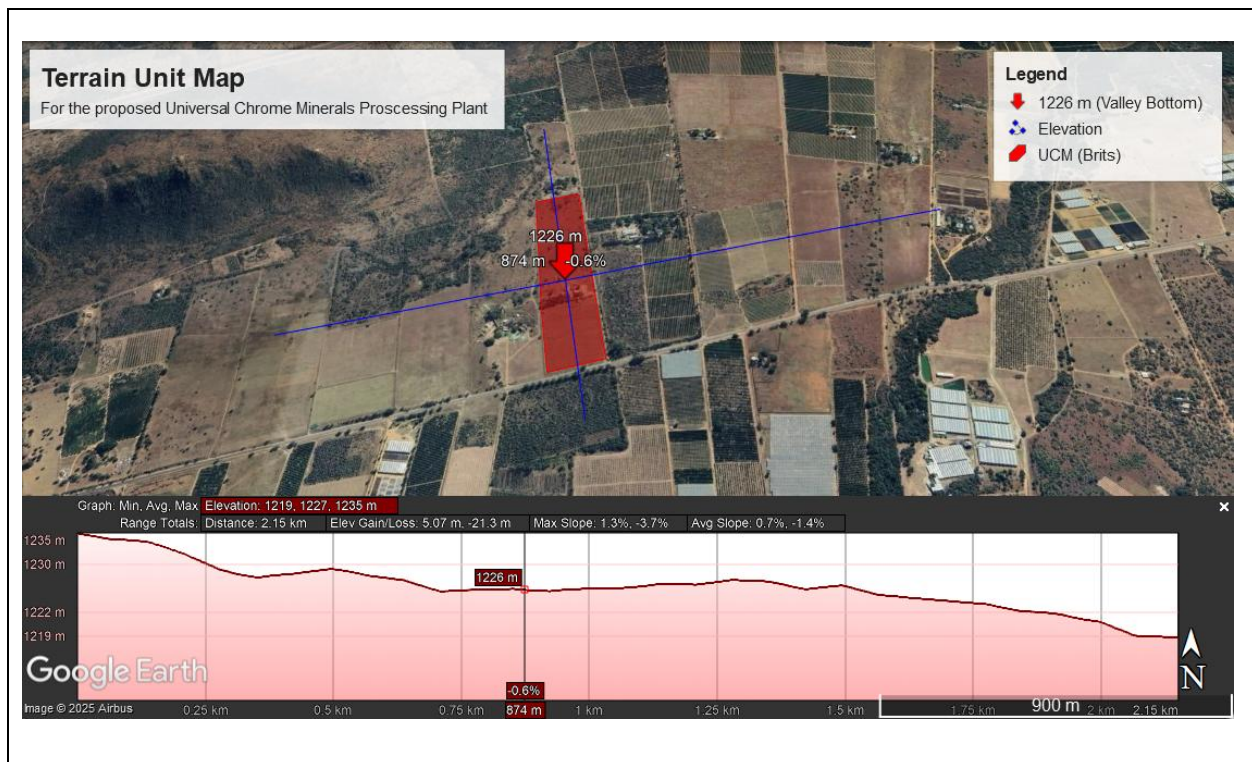 Terrain Unit Map
For the proposed Universal Chrome Minerals Proscessing Plant
Legend
1226 m (Valley Bottom)
Elevation
UCM (Brits)
1226 m
874 m -0.6%
Graph: Min, Avg, Max Elevation: 1219, 1227, 1235 m
Range Totals: Distance: 2.15 km Elev Gain/Loss: 5.07 m, -21.3 m Max Slope: 1.3%, -3.7% Avg Slope: 0.7%, -1.4%
1235 m
1230 m
1226 m
1222 m
1219 m
Google Earth
N
-0.6%
Image © 2025 Airbus
0.25 km 0.5 km 0.75 km 874 m 1 km 1.25 km 1.5 km 1.75 km 900 m 2 km 2.15 km